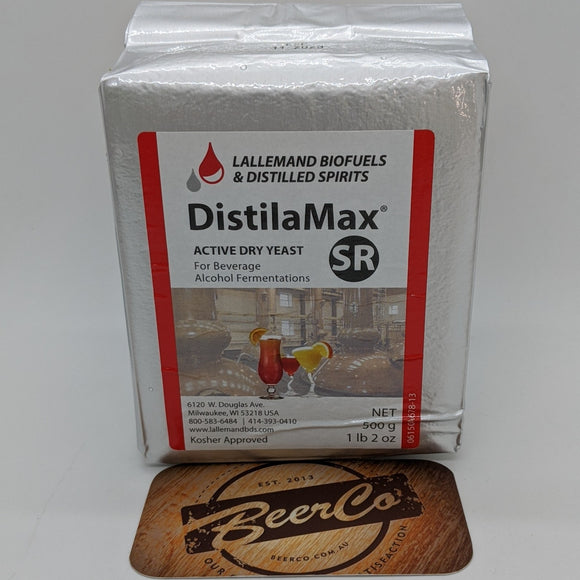 11 2023
LALLEMAND BIOFUELS
& DISTILLED SPIRITS
DistilaMax®
ACTIVE DRY YEAST
SR
For Beverage
Alcohol Fermentations
6120 W. Douglas Ave.
Milwaukee, WI 53218 USA
800-583-6484 | 414-393-0410
www.lallemandbds.com
Kosher Approved
NET
500 g
1 lb 2 oz
EST. 2013
BeerCo
BEERCO.COM.AU